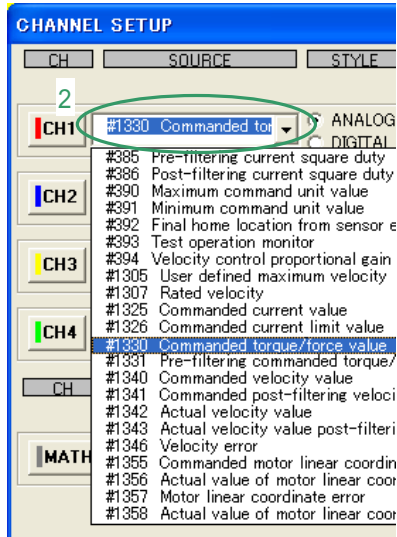 CHANNEL SETUP
CH SOURCE STYLE
2
CH1 #1330 Commanded tor ANALOG
DIGITAL
#385 Pre-filtering current square duty
#386 Post-filtering current square duty
#390 Maximum command unit value
CH2 #391 Minimum command unit value
#392 Final home location from sensor e
#393 Test operation monitor
CH3 #394 Velocity control proportional gain
#1305 User defined maximum velocity
#1307 Rated velocity
#1325 Commanded current value
CH4 #1326 Commanded current limit value
#1330 Commanded torque/force value
#1331 Pre-filtering commanded torque/
#1340 Commanded velocity value
CH #1341 Commanded post-filtering veloci
#1342 Actual velocity value
#1343 Actual velocity value post-filteri
#1346 Velocity error
MATH #1355 Commanded motor linear coordin
#1356 Actual value of motor linear coor
#1357 Motor linear coordinate error
#1358 Actual value of motor linear coor